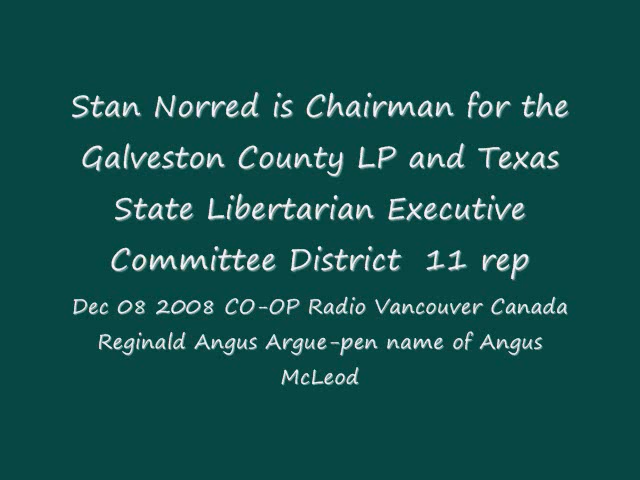 Stan Norred is Chairman for the
Galveston County LP and Texas
State Libertarian Executive
Committee District  11 rep
Dec 08 2008 CO-OP Radio Vancouver Canada
Reginald Angus Argue-pen name of Angus
McLeod